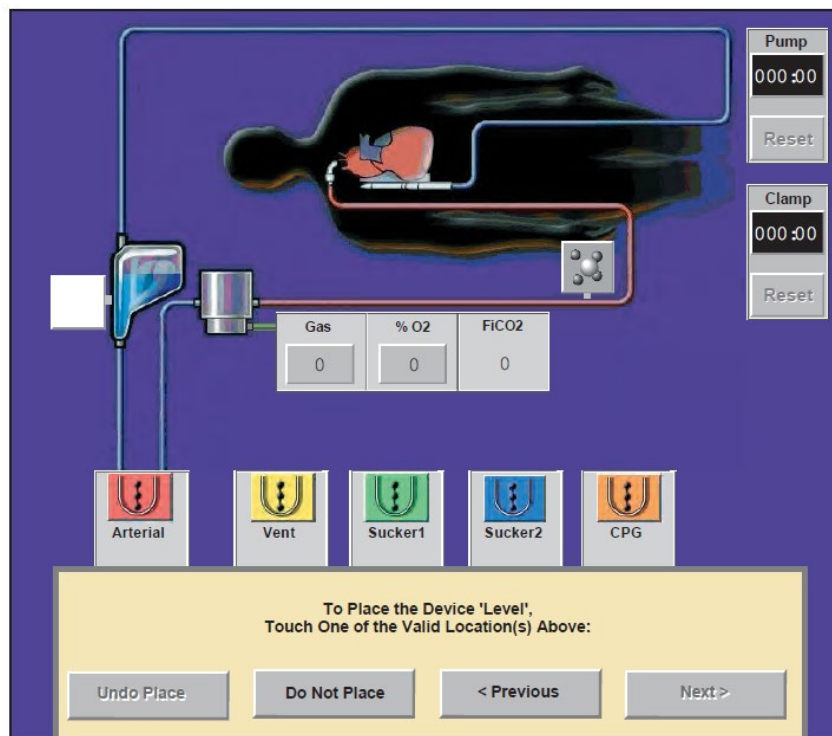 Pump
000:00
Reset
Clamp
000:00
Reset
Gas
% O2
FiCO2
0
0
0
Arterial
Vent
Sucker1
Sucker2
CPG
To Place the Device 'Level',
Touch One of the Valid Location(s) Above:
Undo Place
Do Not Place
< Previous
Next >